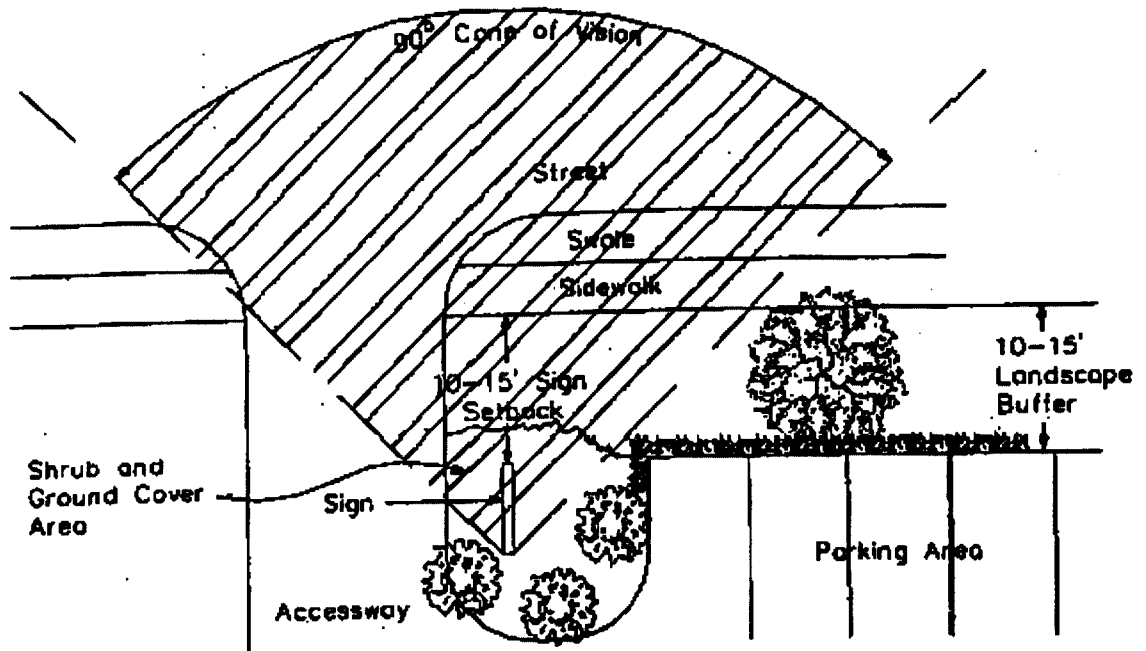 90° Cone of Vision
Street
Swale
Sidewalk
10-15' Sign
Setback
10-15'
Landscape
Buffer
Shrub and
Ground Cover
Area
Sign
Parking Area
Accessway